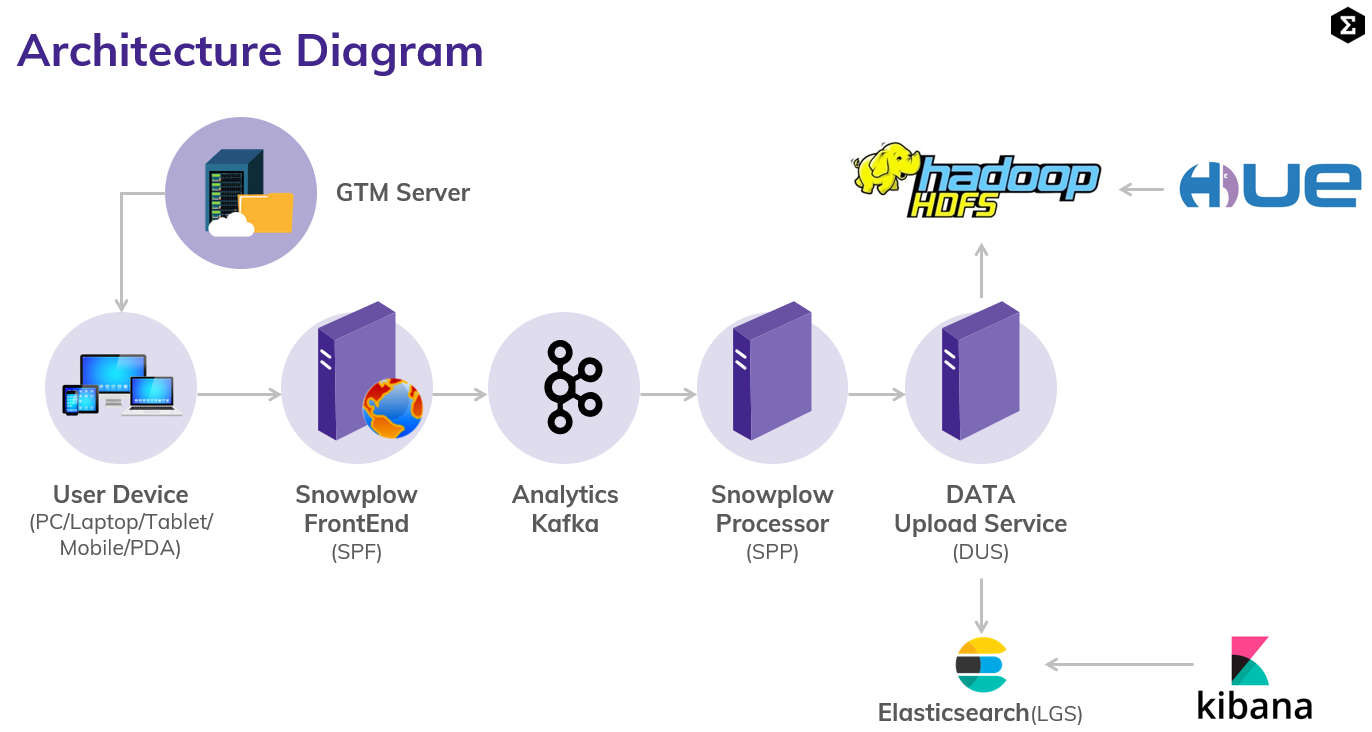 Architecture Diagram
Σ
GTM Server
hadoop
HDFS
HUE
User Device
(PC/Laptop/Tablet/
Mobile/PDA)
Snowplow
FrontEnd
(SPF)
Analytics
Kafka
Snowplow
Processor
(SPP)
DATA
Upload Service
(DUS)
Elasticsearch(LGS)
kibana